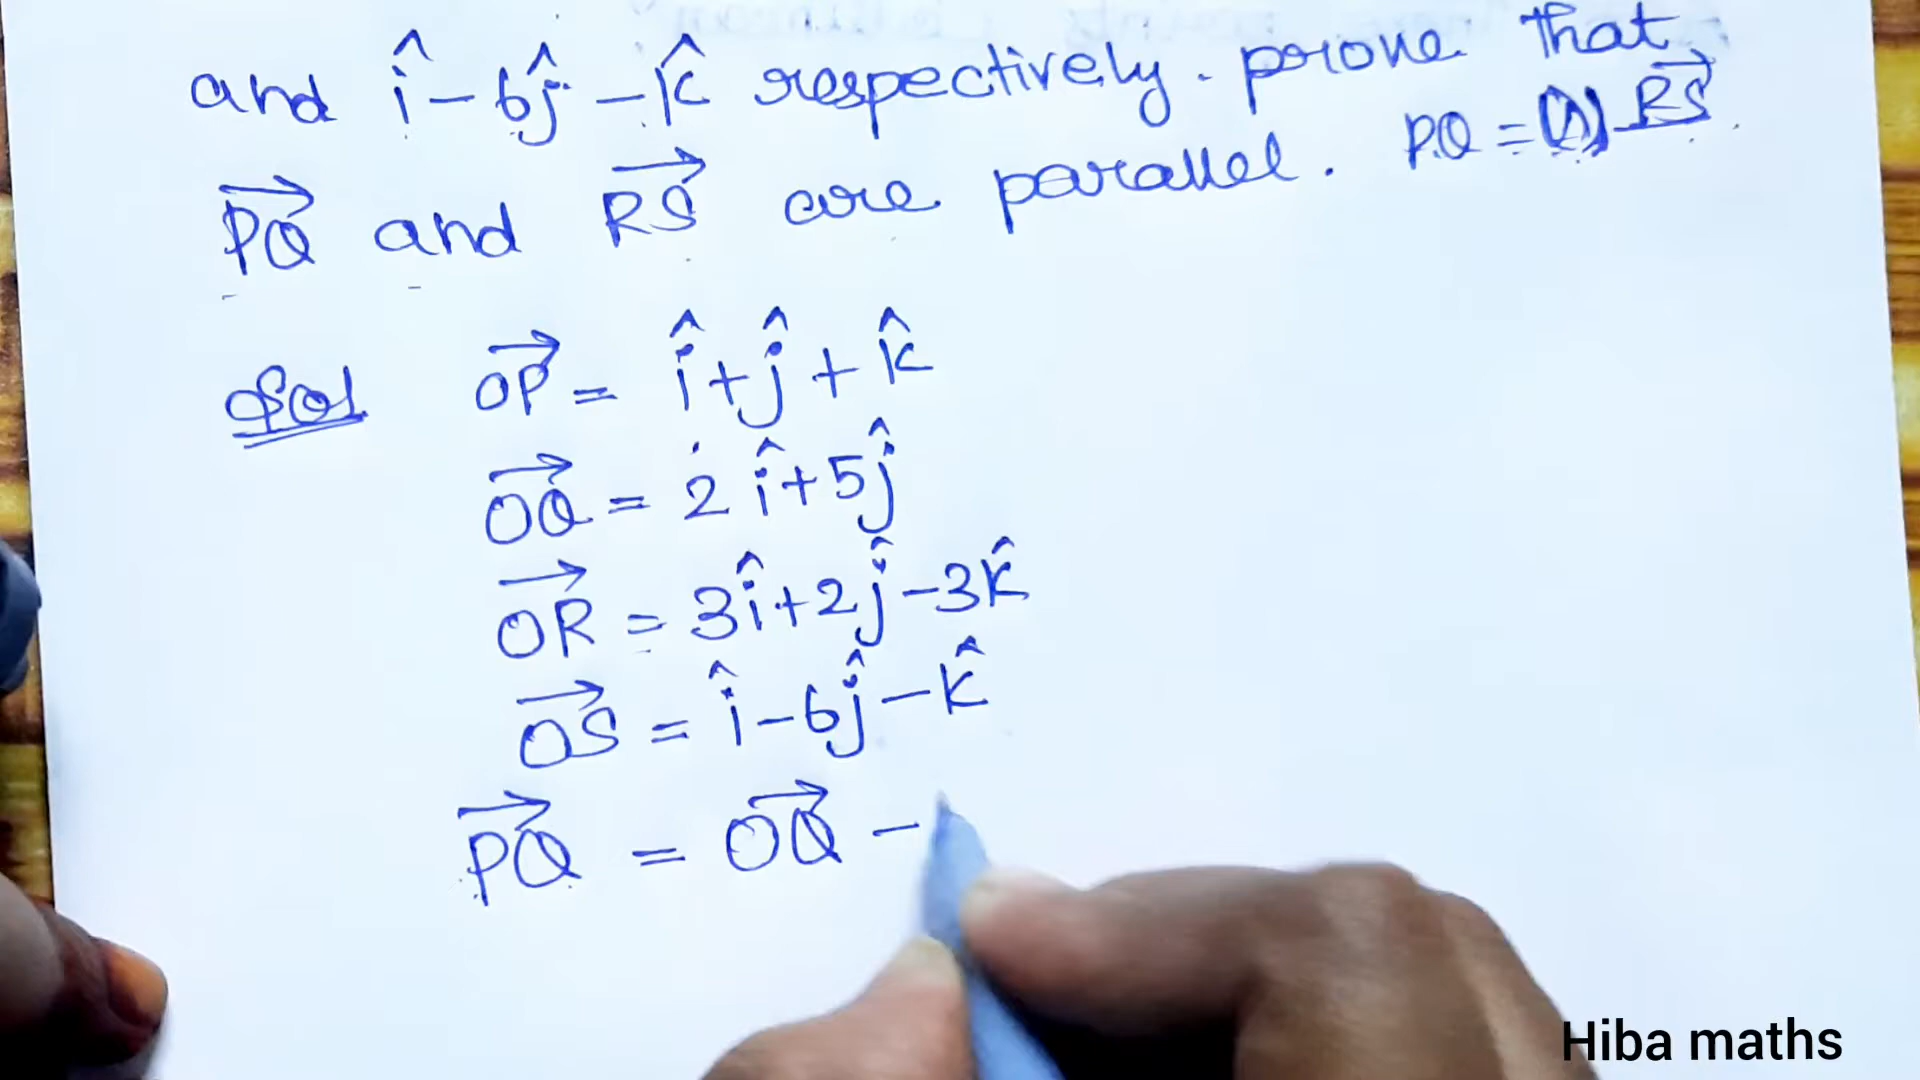 and î - 6ĵ - k̂ respectively. prove that
→PQ and →RS are parallel. PQ = (λ) →RS.
Sol →OP = î + ĵ + k̂
→OQ = 2î + 5ĵ
→OR = 3î + 2ĵ - 3k̂
→OS = î - 6ĵ - k̂
→PQ = →OQ -
Hiba maths